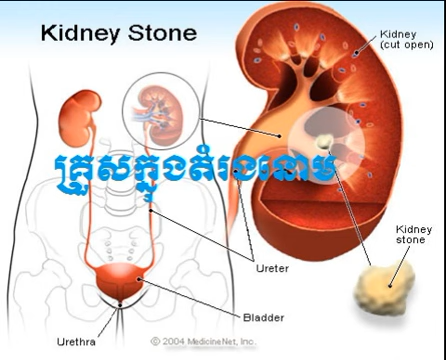 Kidney Stone
Kidney
(cut open)
គ្រួសក្នុងតំរងនោម
Kidney
stone
Ureter
Bladder
Urethra
© 2004 MedicineNet, Inc.